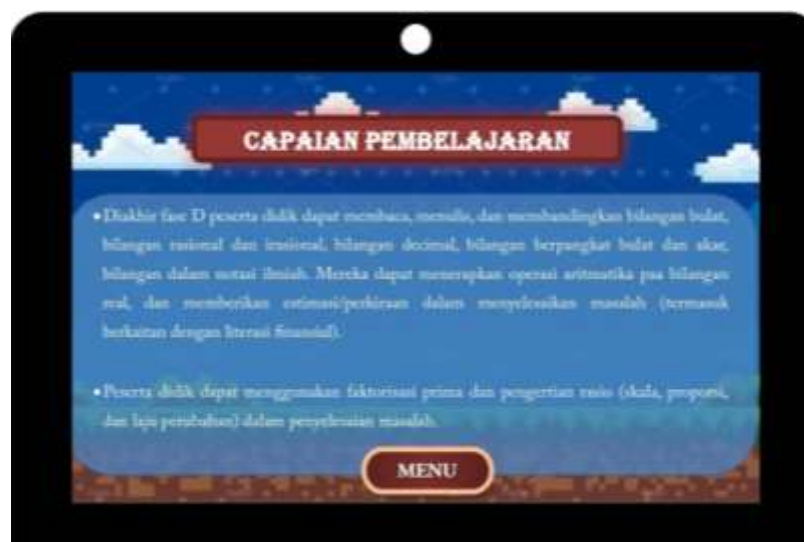 CAPAIAN PEMBELAJARAN
• Diakhir fase D peserta didik dapat membaca, menulis, dan membandingkan bilangan bulat,
bilangan rasional dan irasional, bilangan decimal, bilangan berpangkat bulat dan akar,
bilangan dalam notasi ilmiah. Mereka dapat menerapkan operasi aritmatika paa bilangan
real, dan memberikan estimasi/perkiraan dalam menyelesaikan masalah (termasuk
berkaitan dengan literasi finansial).
• Peserta didik dapat menggunakan faktorisasi prima dan pengertian rasio (skala, proporsi,
dan laju perubahan) dalam penyelesaian masalah.
MENU